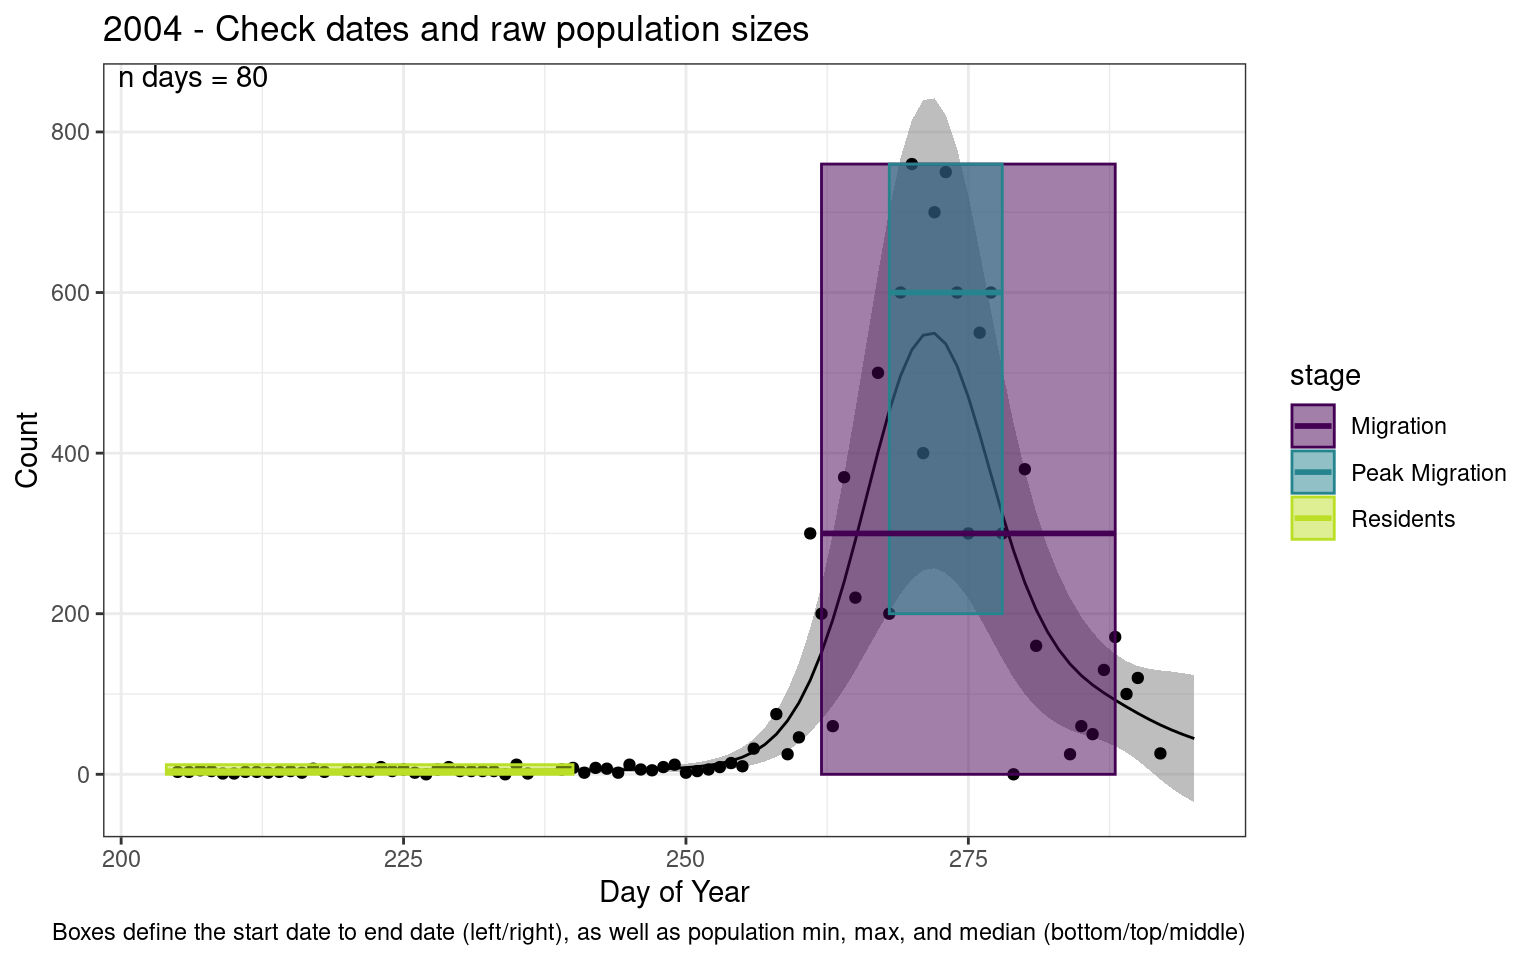 2004 - Check dates and raw population sizes
n days = 80
800
600
400
200
0
Count
200 225 250 275
Day of Year
stage
Migration
Peak Migration
Residents
Boxes define the start date to end date (left/right), as well as population min, max, and median (bottom/top/middle)